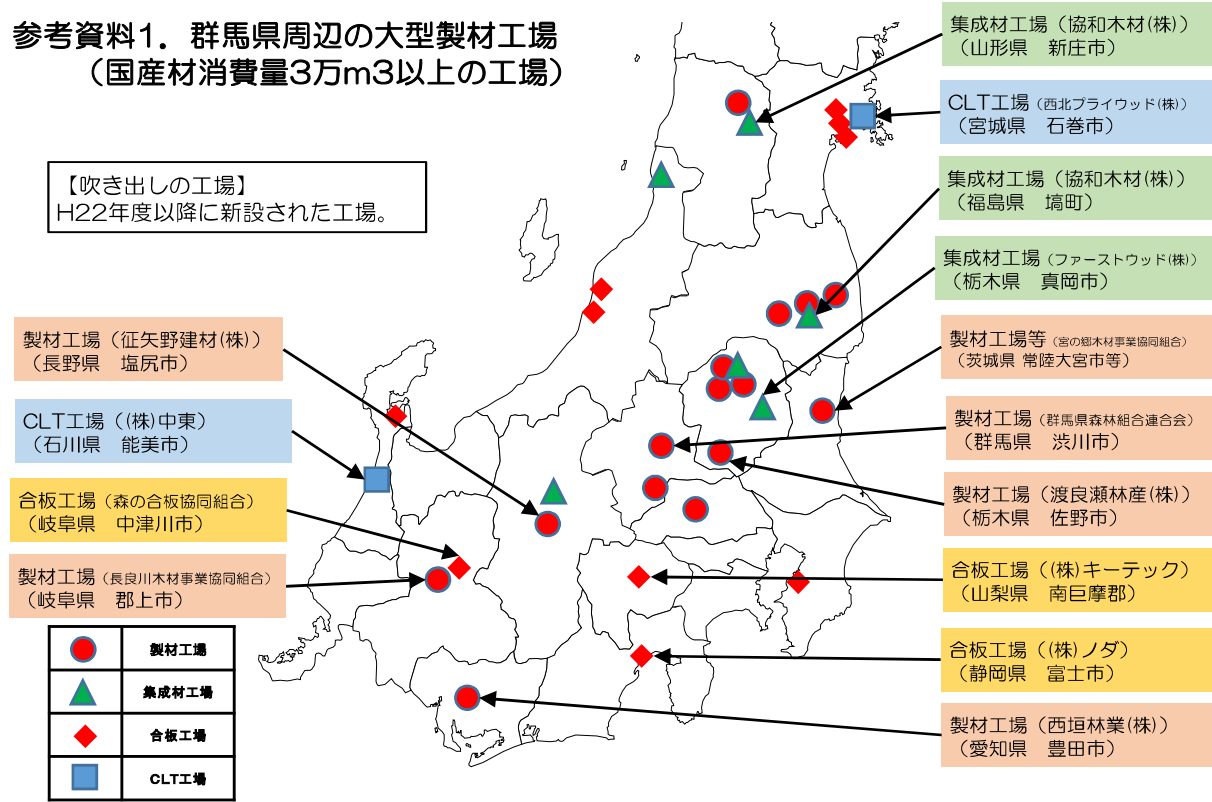 参考資料1．群馬県周辺の大型製材工場
（国産材消費量3万m3以上の工場）
【吹き出しの工場】
H22年度以降に新設された工場。
集成材工場（協和木材(株)）
（山形県　新庄市）
CLT工場（西北プライウッド(株)）
（宮城県　石巻市）
集成材工場（協和木材(株)）
（福島県　塙町）
集成材工場（ファーストウッド(株)）
（栃木県　真岡市）
製材工場等（宮の郷木材事業協同組合）
（茨城県 常陸大宮市等）
製材工場（群馬県森林組合連合会）
（群馬県　渋川市）
製材工場（渡良瀬林産(株)）
（栃木県　佐野市）
合板工場（(株)キーテック）
（山梨県　南巨摩郡）
合板工場（(株)ノダ）
（静岡県　富士市）
製材工場（西垣林業(株)）
（愛知県　豊田市）
製材工場（征矢野建材(株)）
（長野県　塩尻市）
CLT工場（(株)中東）
（石川県　能美市）
合板工場（森の合板協同組合）
（岐阜県　中津川市）
製材工場（長良川木材事業協同組合）
（岐阜県　郡上市）
製材工場
集成材工場
合板工場
CLT工場